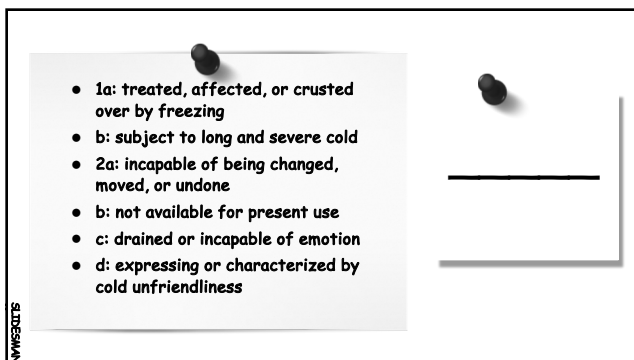 • 1a: treated, affected, or crusted
over by freezing
• b: subject to long and severe cold
• 2a: incapable of being changed,
moved, or undone
• b: not available for present use
• c: drained or incapable of emotion
• d: expressing or characterized by
cold unfriendliness